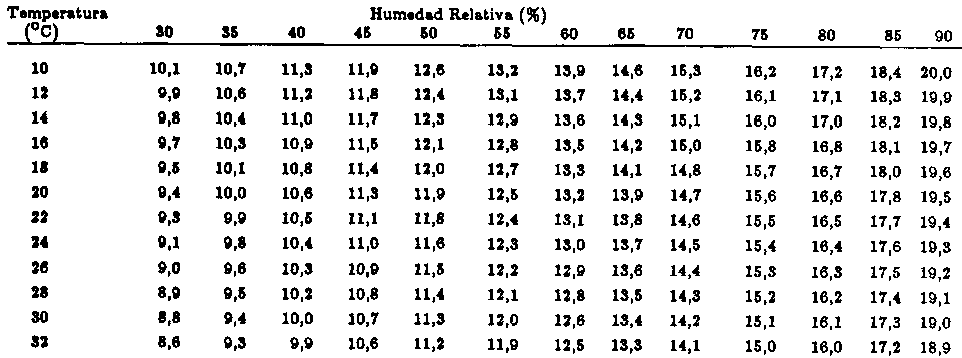 Temperatura Humedad Relativa (%)
(°C) 30 35 40 45 50 55 60 65 70 75 80 85 90
10 10,1 10,7 11,3 11,9 12,6 13,2 13,9 14,6 15,3 16,2 17,2 18,4 20,0
12 9,9 10,6 11,2 11,8 12,4 13,1 13,7 14,4 15,2 16,1 17,1 18,3 19,9
14 9,8 10,4 11,0 11,7 12,3 12,9 13,6 14,3 15,1 16,0 17,0 18,2 19,8
16 9,7 10,3 10,9 11,5 12,1 12,8 13,5 14,2 15,0 15,8 16,8 18,1 19,7
18 9,5 10,1 10,8 11,4 12,0 12,7 13,3 14,1 14,8 15,7 16,7 18,0 19,6
20 9,4 10,0 10,6 11,3 11,9 12,5 13,2 13,9 14,7 15,6 16,6 17,8 19,5
22 9,3 9,9 10,5 11,1 11,8 12,4 13,1 13,8 14,6 15,5 16,5 17,7 19,4
24 9,1 9,8 10,4 11,0 11,6 12,3 13,0 13,7 14,5 15,4 16,4 17,6 19,3
26 9,0 9,6 10,3 10,9 11,5 12,2 12,9 13,6 14,4 15,3 16,3 17,5 19,2
28 8,9 9,5 10,2 10,8 11,4 12,1 12,8 13,5 14,3 15,2 16,2 17,4 19,1
30 8,8 9,4 10,0 10,7 11,3 12,0 12,6 13,4 14,2 15,1 16,1 17,3 19,0
32 8,6 9,3 9,9 10,6 11,2 11,9 12,5 13,3 14,1 15,0 16,0 17,2 18,9